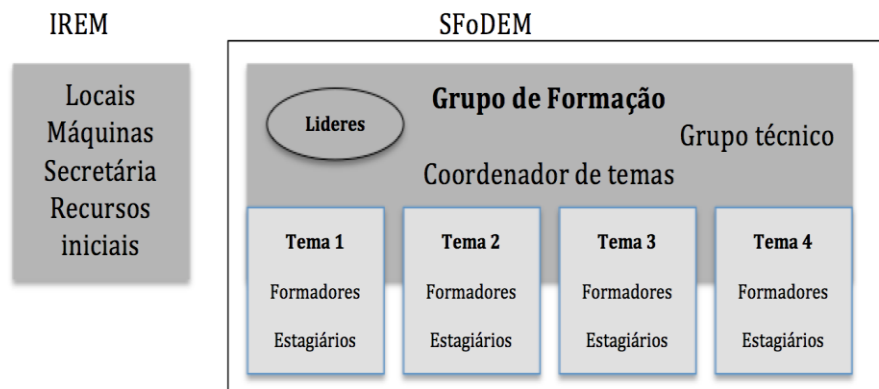 IREM
SFoDEM
Locais
Máquinas
Secretária
Recursos
iniciais
Lideres
Grupo de Formação
Grupo técnico
Coordenador de temas
Tema 1
Formadores
Estagiários
Tema 2
Formadores
Estagiários
Tema 3
Formadores
Estagiários
Tema 4
Formadores
Estagiários